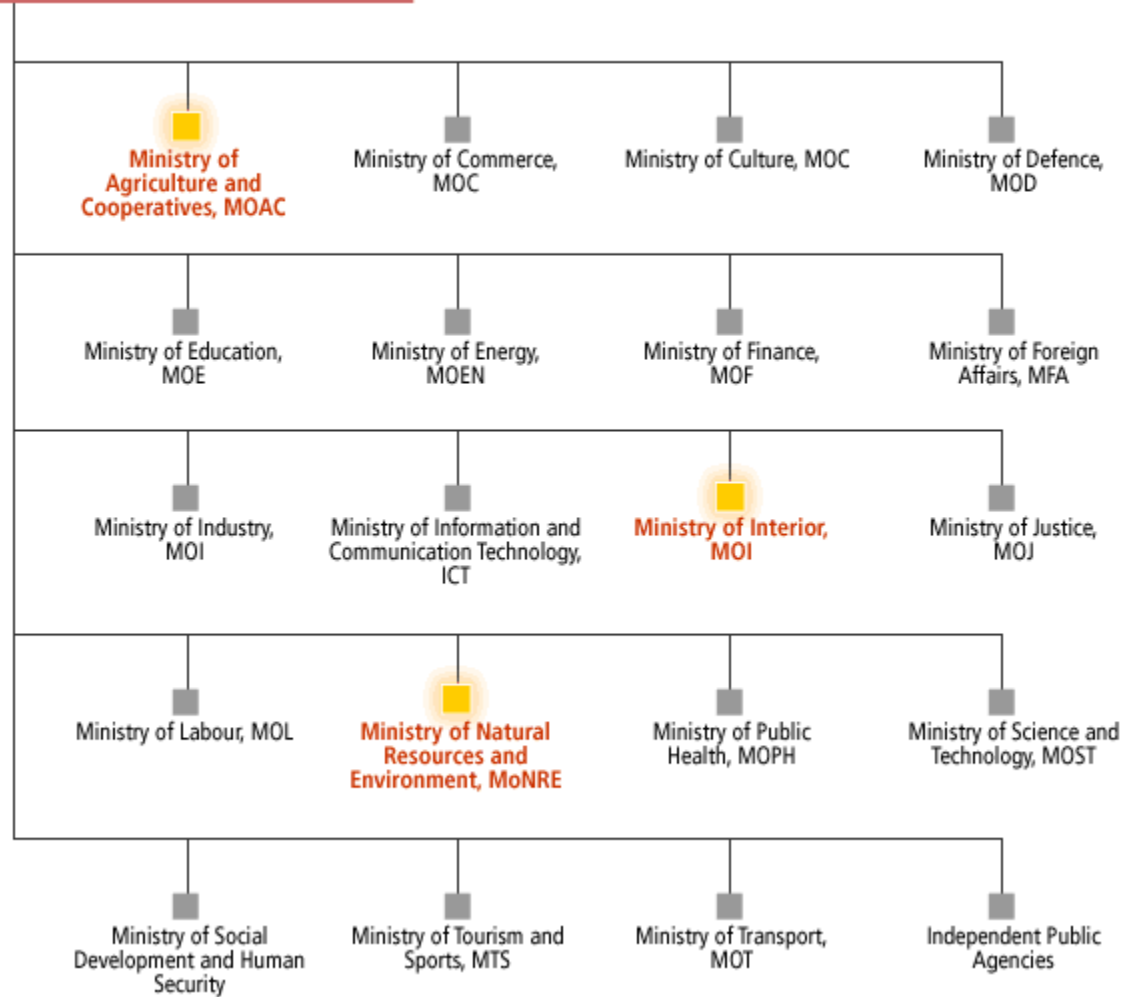 Ministry of
Agriculture and
Cooperatives, MOAC
Ministry of Commerce,
MOC
Ministry of Culture, MOC
Ministry of Defence,
MOD
Ministry of Education,
MOE
Ministry of Energy,
MOEN
Ministry of Finance,
MOF
Ministry of Foreign
Affairs, MFA
Ministry of Industry,
MOI
Ministry of Information and
Communication Technology,
ICT
Ministry of Interior,
MOI
Ministry of Justice,
MOJ
Ministry of Labour, MOL
Ministry of Natural
Resources and
Environment, MoNRE
Ministry of Public
Health, MOPH
Ministry of Science and
Technology, MOST
Ministry of Social
Development and Human
Security
Ministry of Tourism and
Sports, MTS
Ministry of Transport,
MOT
Independent Public
Agencies